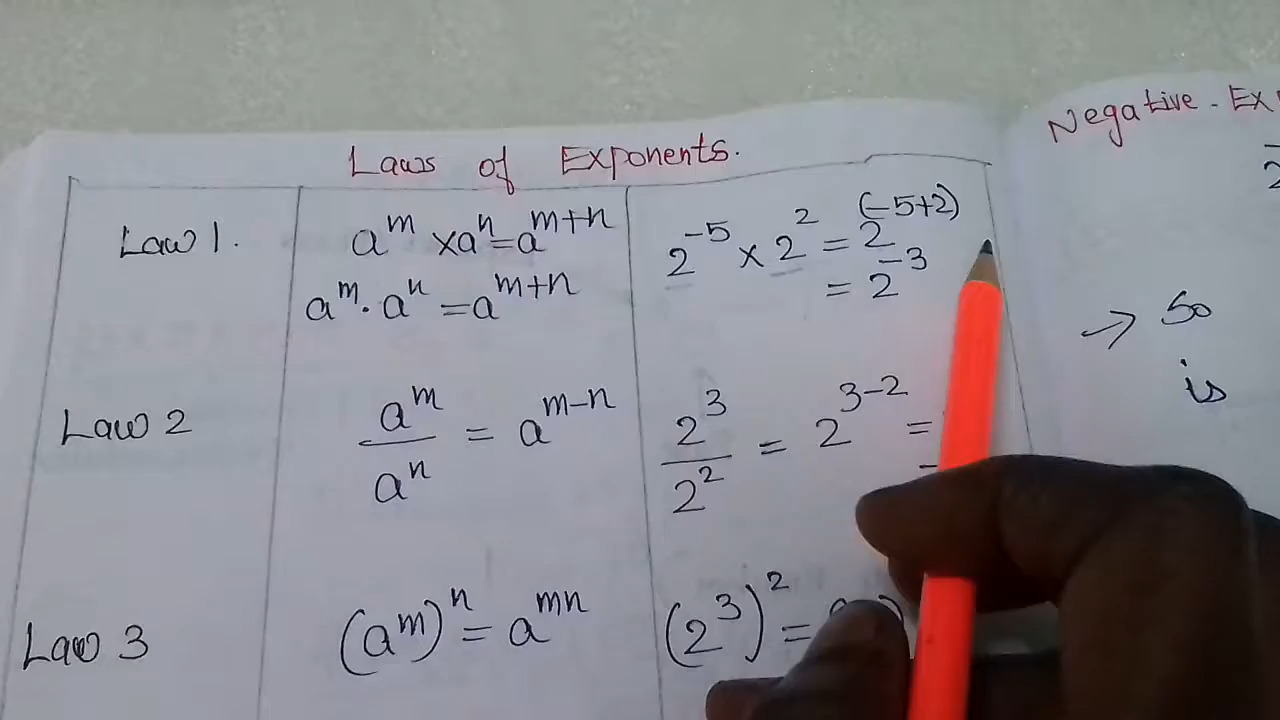 Laws of Exponents.
Law 1.
a^m × a^n = a^{m+n}
a^m . a^n = a^{m+n}
2^{-5} × 2^2 = 2^{(-5+2)}
= 2^{-3}
Law 2
a^m / a^n = a^{m-n}
2^3 / 2^2 = 2^{3-2} =
Law 3
(a^m)^n = a^{mn}
(2^3)^2 =
Negative - Ex
→ So
is